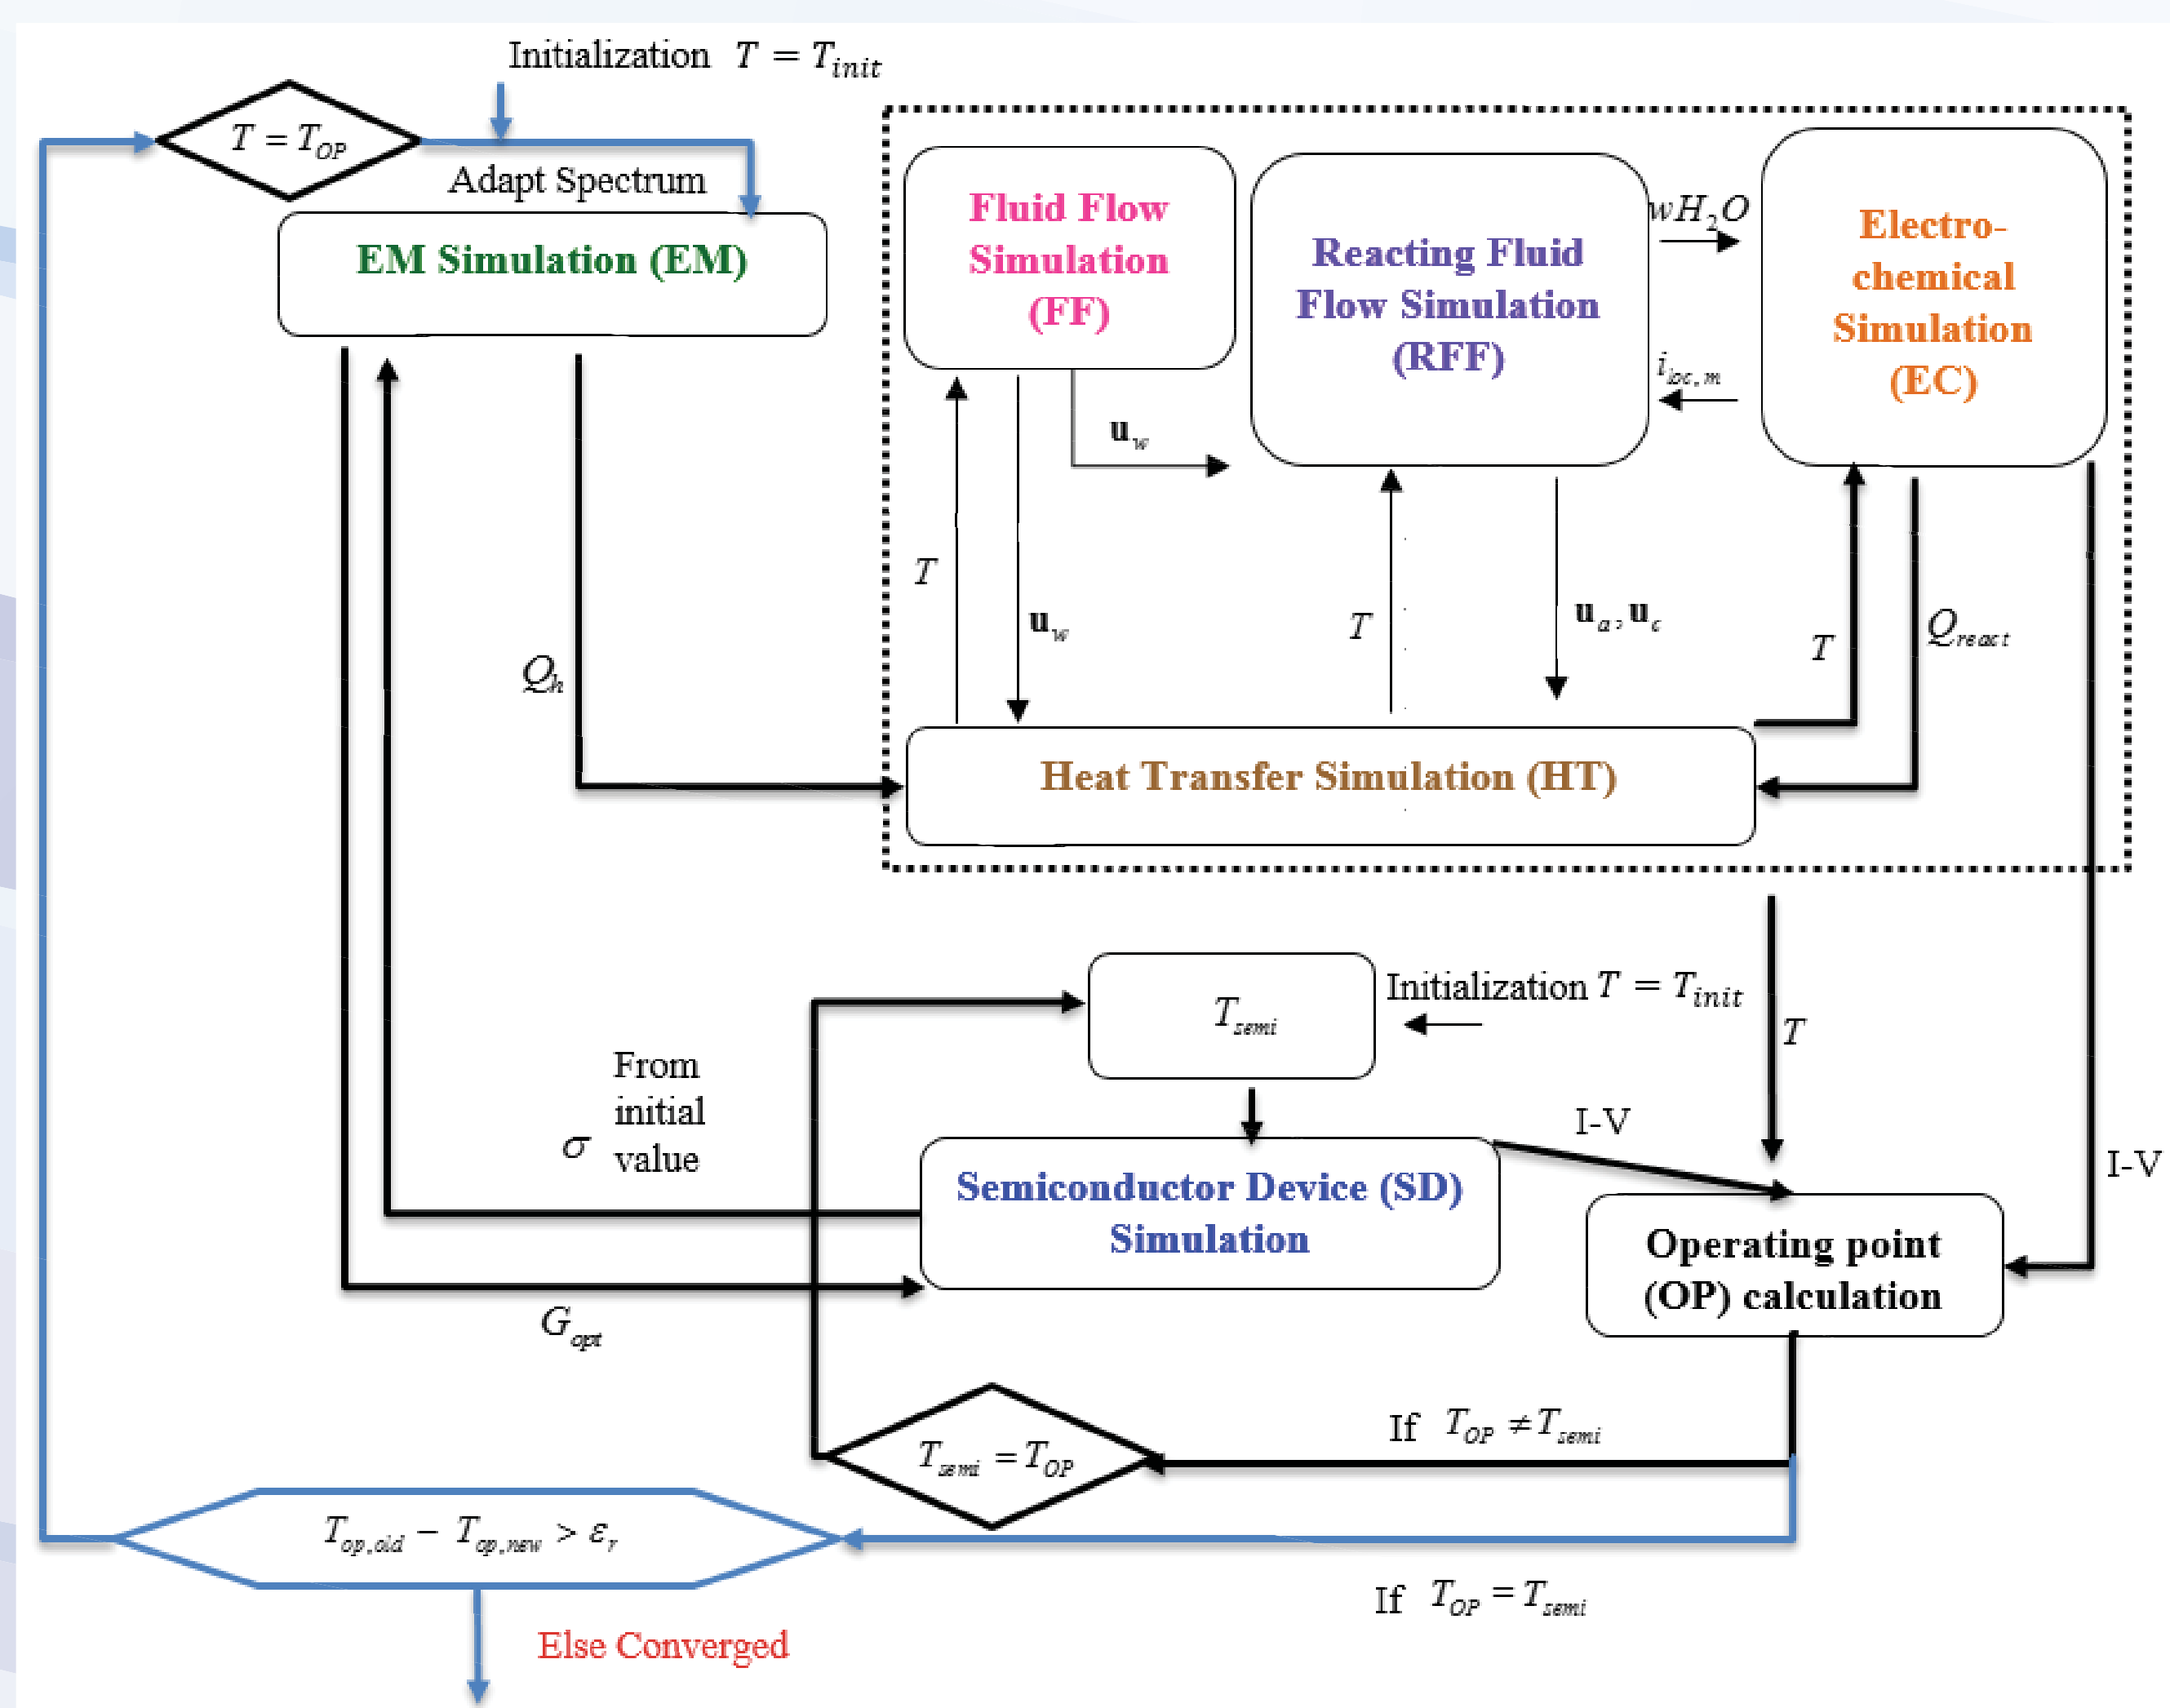 Initialization T = T_init
T = T_OP
Adapt Spectrum
EM Simulation (EM)
Fluid Flow
Simulation
(FF)
Reacting Fluid
Flow Simulation
(RFF)
wH₂O
i_loc,m
Electro-
chemical
Simulation
(EC)
u_w
T
u_w
T
u_a, u_c
T
Q_react
Q_h
Heat Transfer Simulation (HT)
T_semi
Initialization T = T_init
T
From
initial
σ value
I-V
I-V
Semiconductor Device (SD)
Simulation
Operating point
(OP) calculation
G_opt
If T_OP ≠ T_semi
T_semi = T_OP
T_op,old − T_op,new > ε_r
If T_OP = T_semi
Else Converged